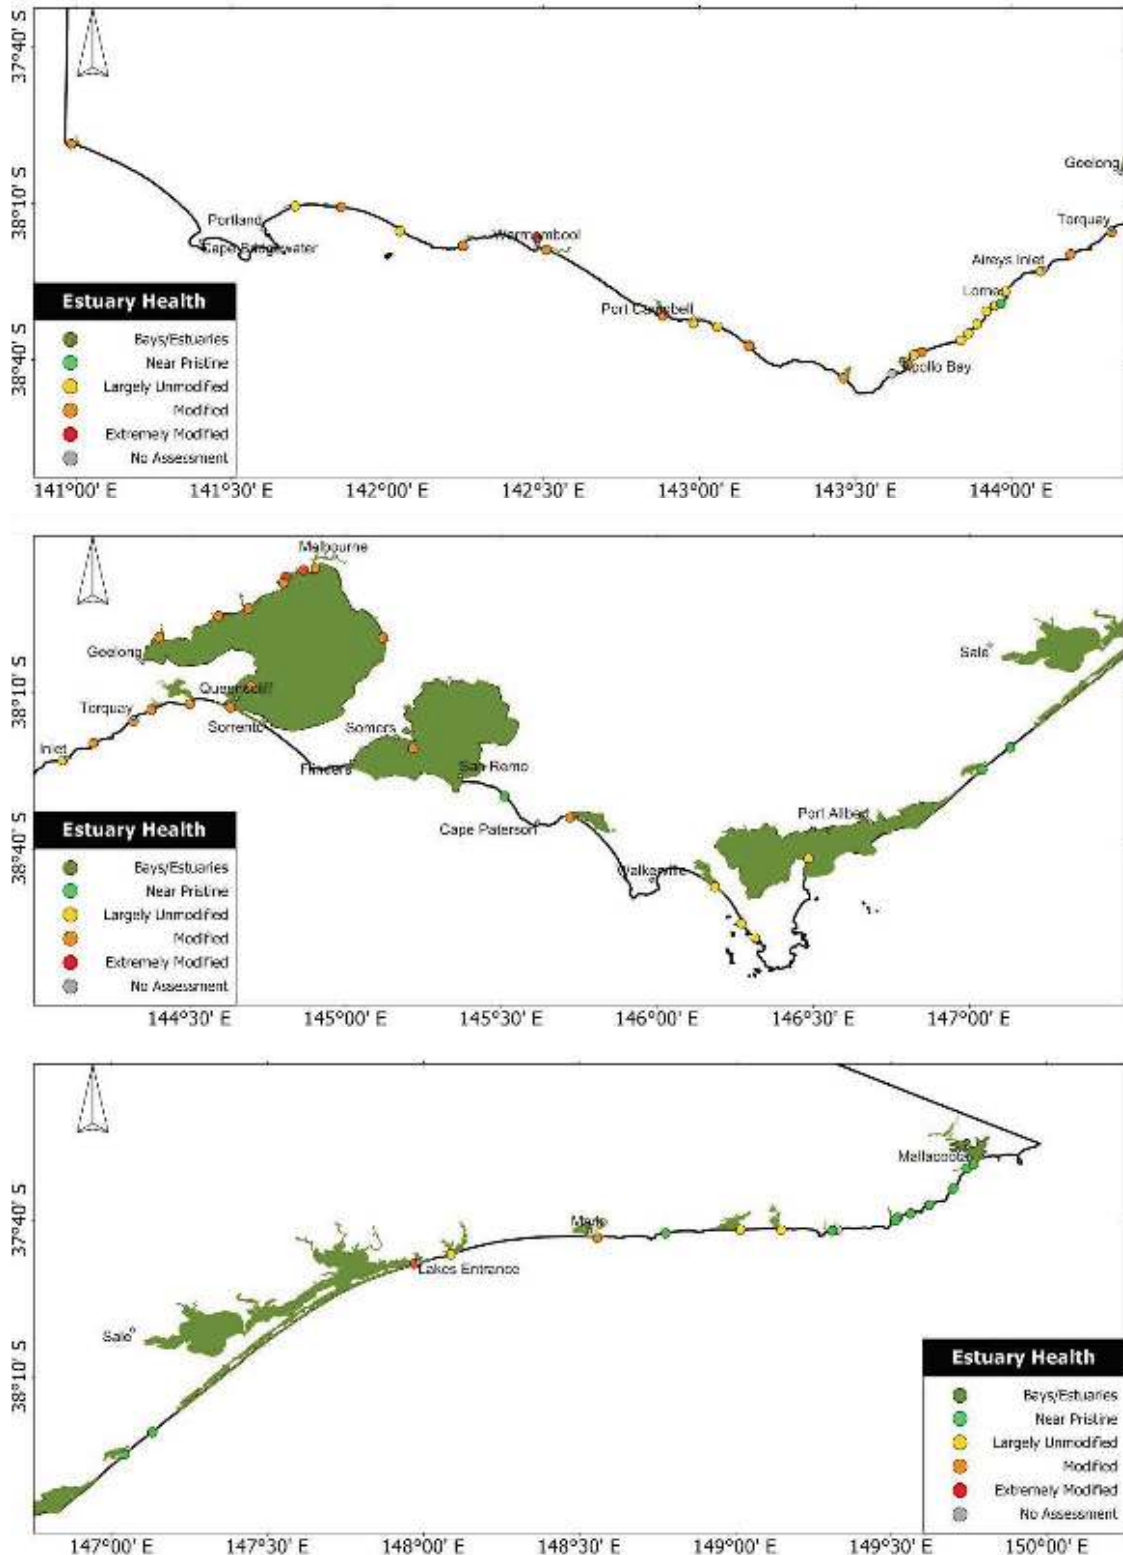 37°40' S
38°10' S
38°40' S
Geelong
Portland
Cape Bridgewater
Warrnambool
Torquay
Aireys Inlet
Lorne
Port Campbell
Apollo Bay
Estuary Health
Bays/Estuaries
Near Pristine
Largely Unmodified
Modified
Extremely Modified
No Assessment
141°00' E
141°30' E
142°00' E
142°30' E
143°00' E
143°30' E
144°00' E
Melbourne
Geelong
Sale
38°10' S
Queenscliff
Torquay
Sorrento
Somers
Inlet
Flinders
San Remo
Port Albert
Cape Paterson
38°40' S
Walkerville
Estuary Health
Bays/Estuaries
Near Pristine
Largely Unmodified
Modified
Extremely Modified
No Assessment
144°30' E
145°00' E
145°30' E
146°00' E
146°30' E
147°00' E
Mallacoota
37°40' S
Marlo
Lakes Entrance
Sale
38°10' S
Estuary Health
Bays/Estuaries
Near Pristine
Largely Unmodified
Modified
Extremely Modified
No Assessment
147°00' E
147°30' E
148°00' E
148°30' E
149°00' E
149°30' E
150°00' E